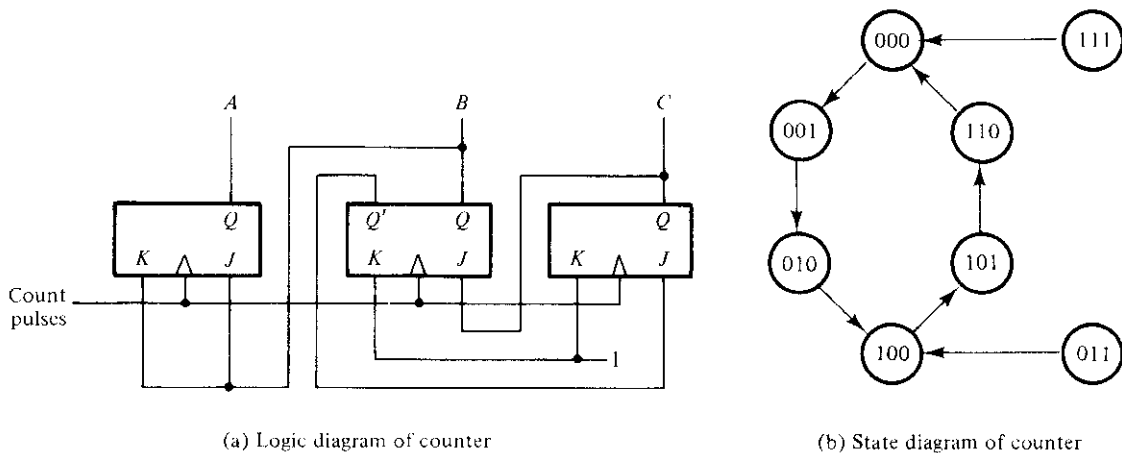 A B C
Q Q' Q Q
K J K J K J
Count
pulses
1
(a) Logic diagram of counter
000 111
001 110
010 101
100 011
(b) State diagram of counter